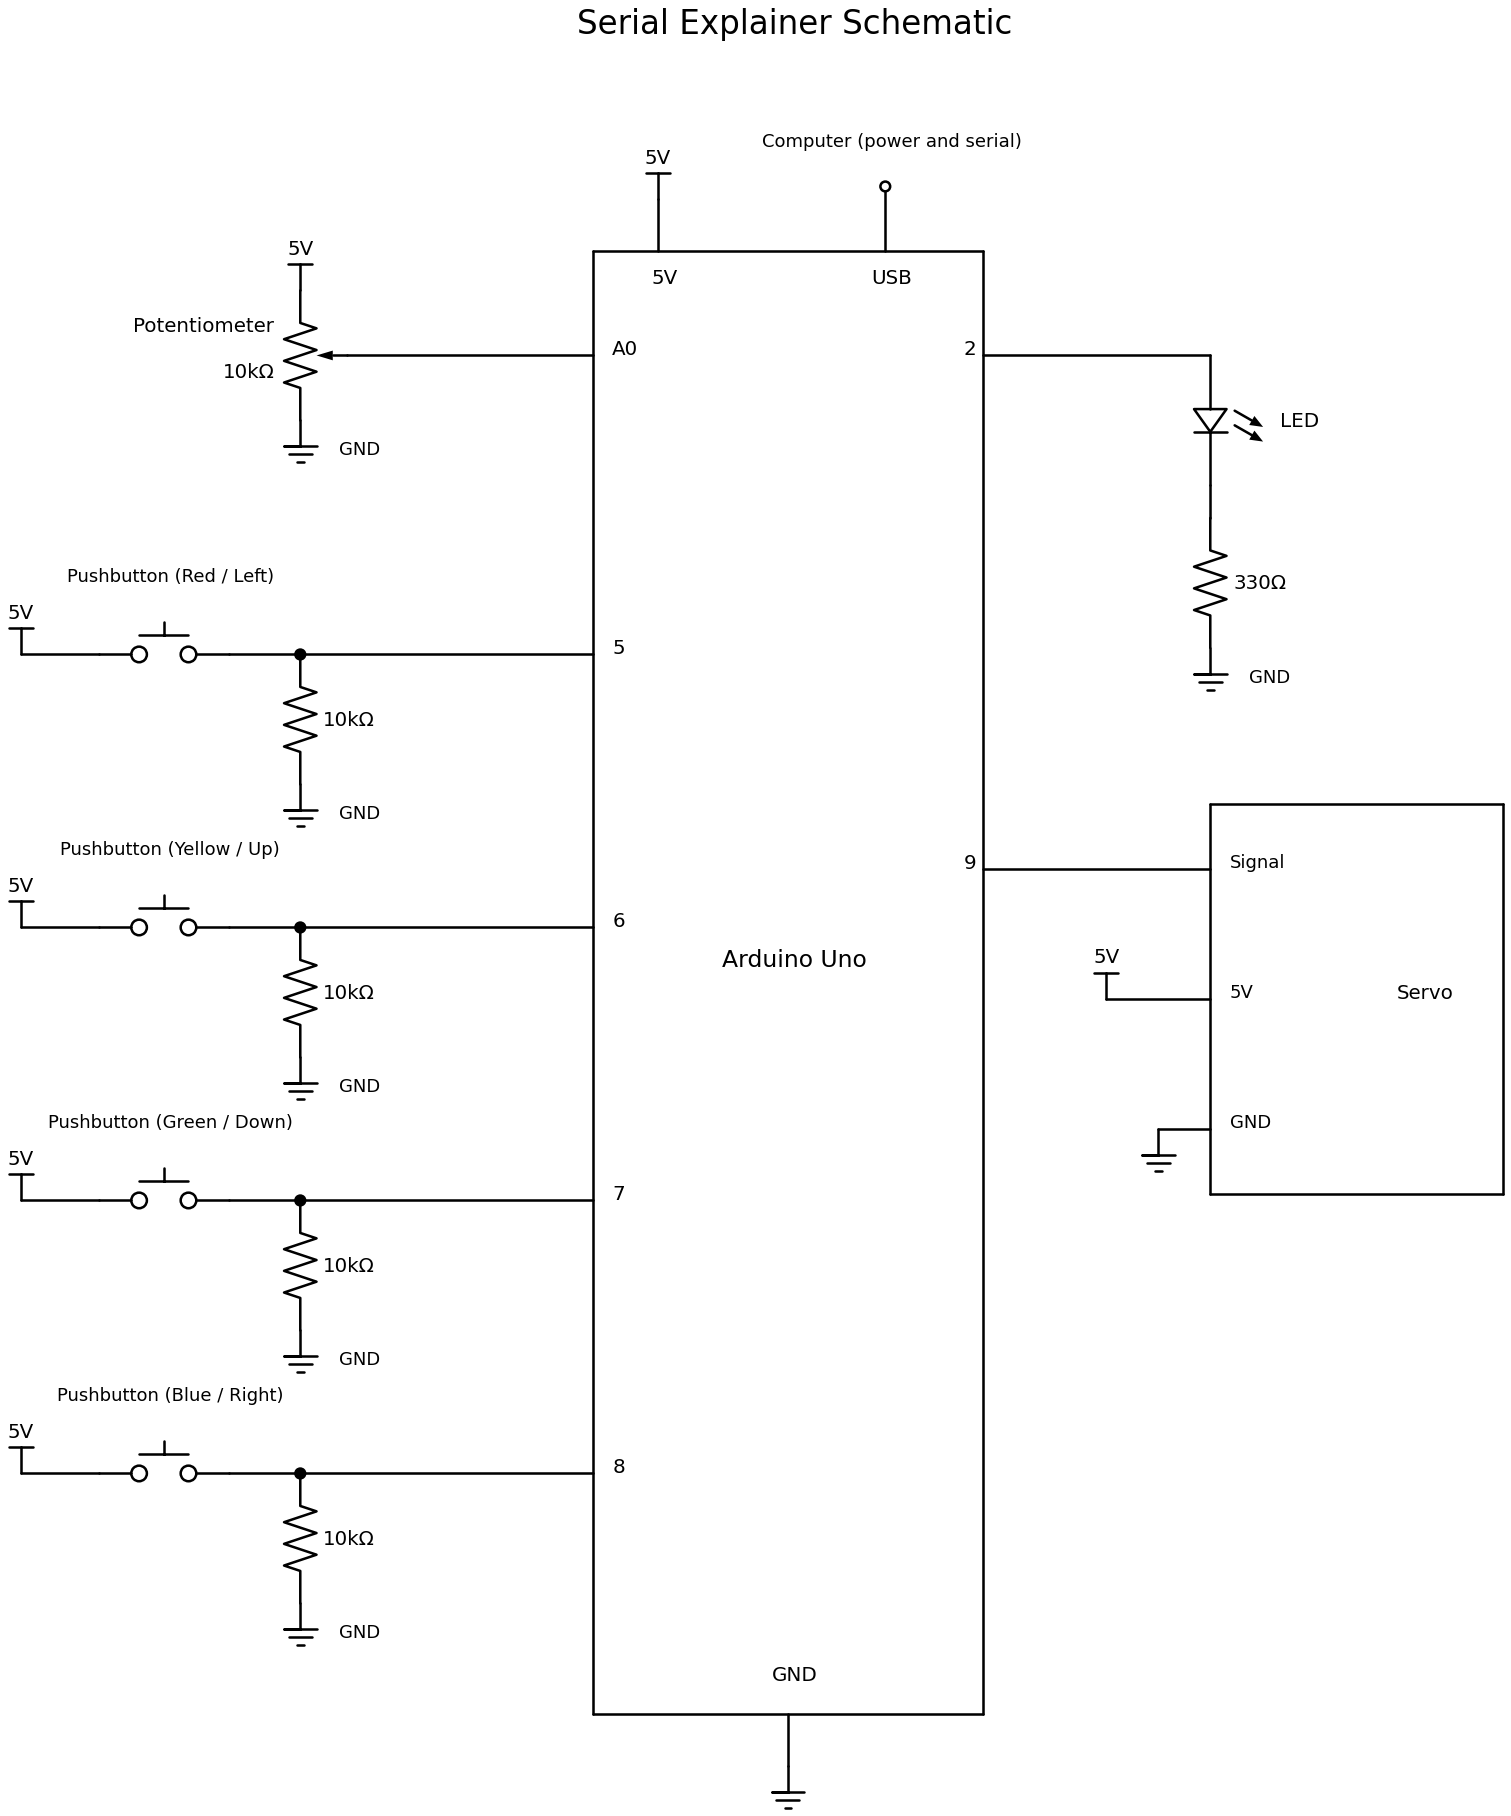 Serial Explainer Schematic
Computer (power and serial)
5V
5V
5V
USB
Potentiometer
10kΩ
A0
2
GND
LED
Pushbutton (Red / Left)
5V
5
10kΩ
GND
330Ω
GND
Pushbutton (Yellow / Up)
5V
6
10kΩ
GND
9
Signal
Arduino Uno
5V
5V
Servo
GND
Pushbutton (Green / Down)
5V
7
10kΩ
GND
Pushbutton (Blue / Right)
5V
8
10kΩ
GND
GND